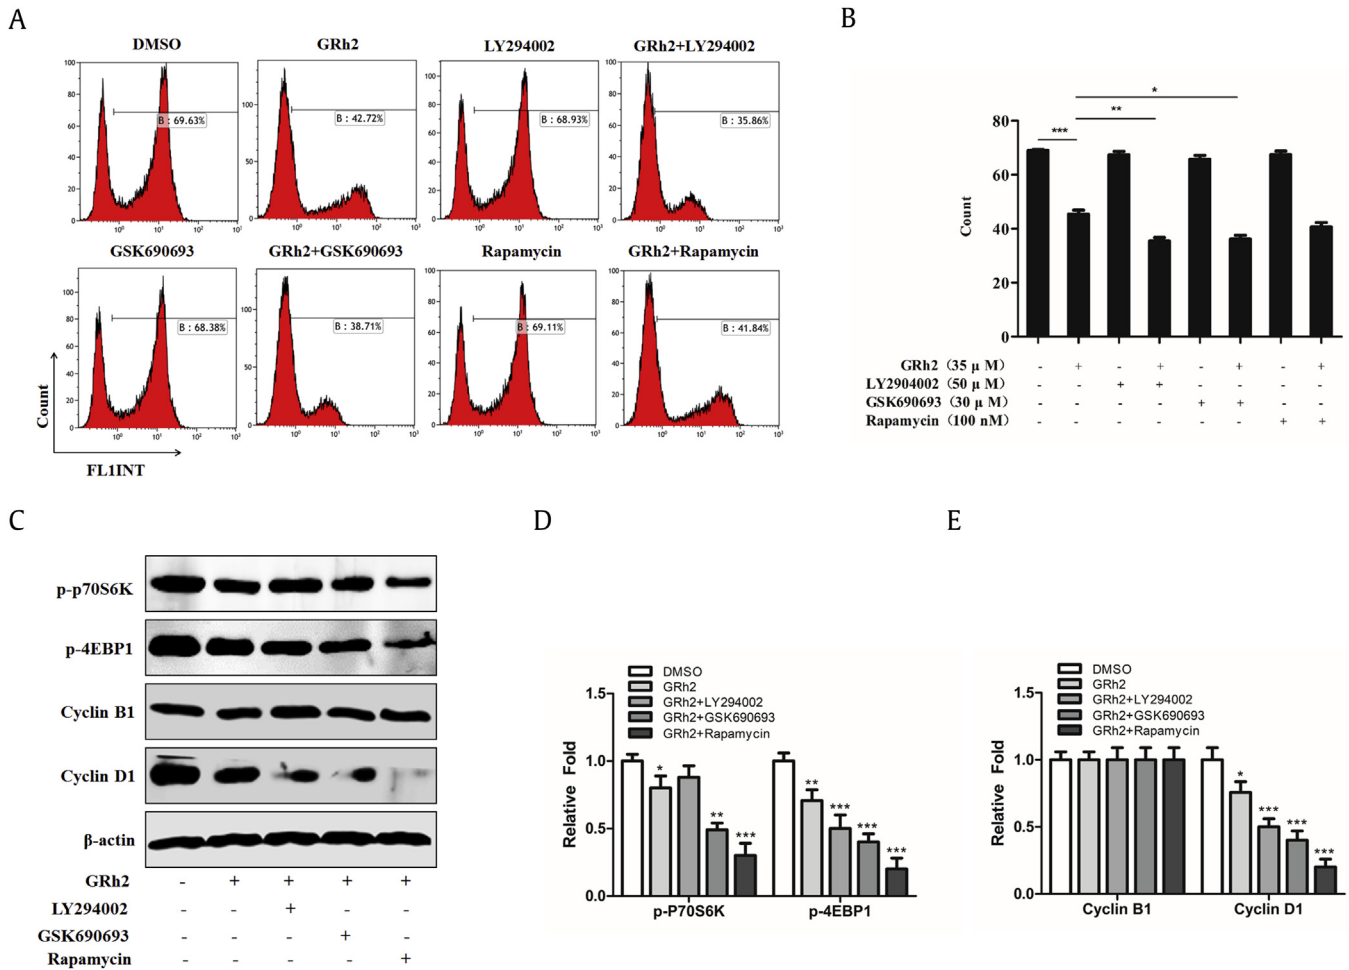 A
DMSO
GRh2
LY294002
GRh2+LY294002
B : 69.63%
B : 42.72%
B : 68.93%
B : 35.86%
GSK690693
GRh2+GSK690693
Rapamycin
GRh2+Rapamycin
B : 68.38%
B : 38.71%
B : 69.11%
B : 41.84%
Count
FL1INT
B
*
**
***
80
60
40
20
0
Count
GRh2 (35 μ M) - + - + - + - +
LY2904002 (50 μ M) - - + + - - - -
GSK690693 (30 μ M) - - - - + + - -
Rapamycin (100 nM) - - - - - - + +
C
p-p70S6K
p-4EBP1
Cyclin B1
Cyclin D1
β-actin
GRh2 - + + + +
LY294002 - - + - -
GSK690693 - - - + -
Rapamycin - - - - +
D
DMSO
GRh2
GRh2+LY294002
GRh2+GSK690693
GRh2+Rapamycin
1.5
1.0
0.5
0.0
Relative Fold
* ** *** ** *** *** ***
p-P70S6K
p-4EBP1
E
DMSO
GRh2
GRh2+LY294002
GRh2+GSK690693
GRh2+Rapamycin
1.5
1.0
0.5
0.0
Relative Fold
* *** *** ***
Cyclin B1
Cyclin D1